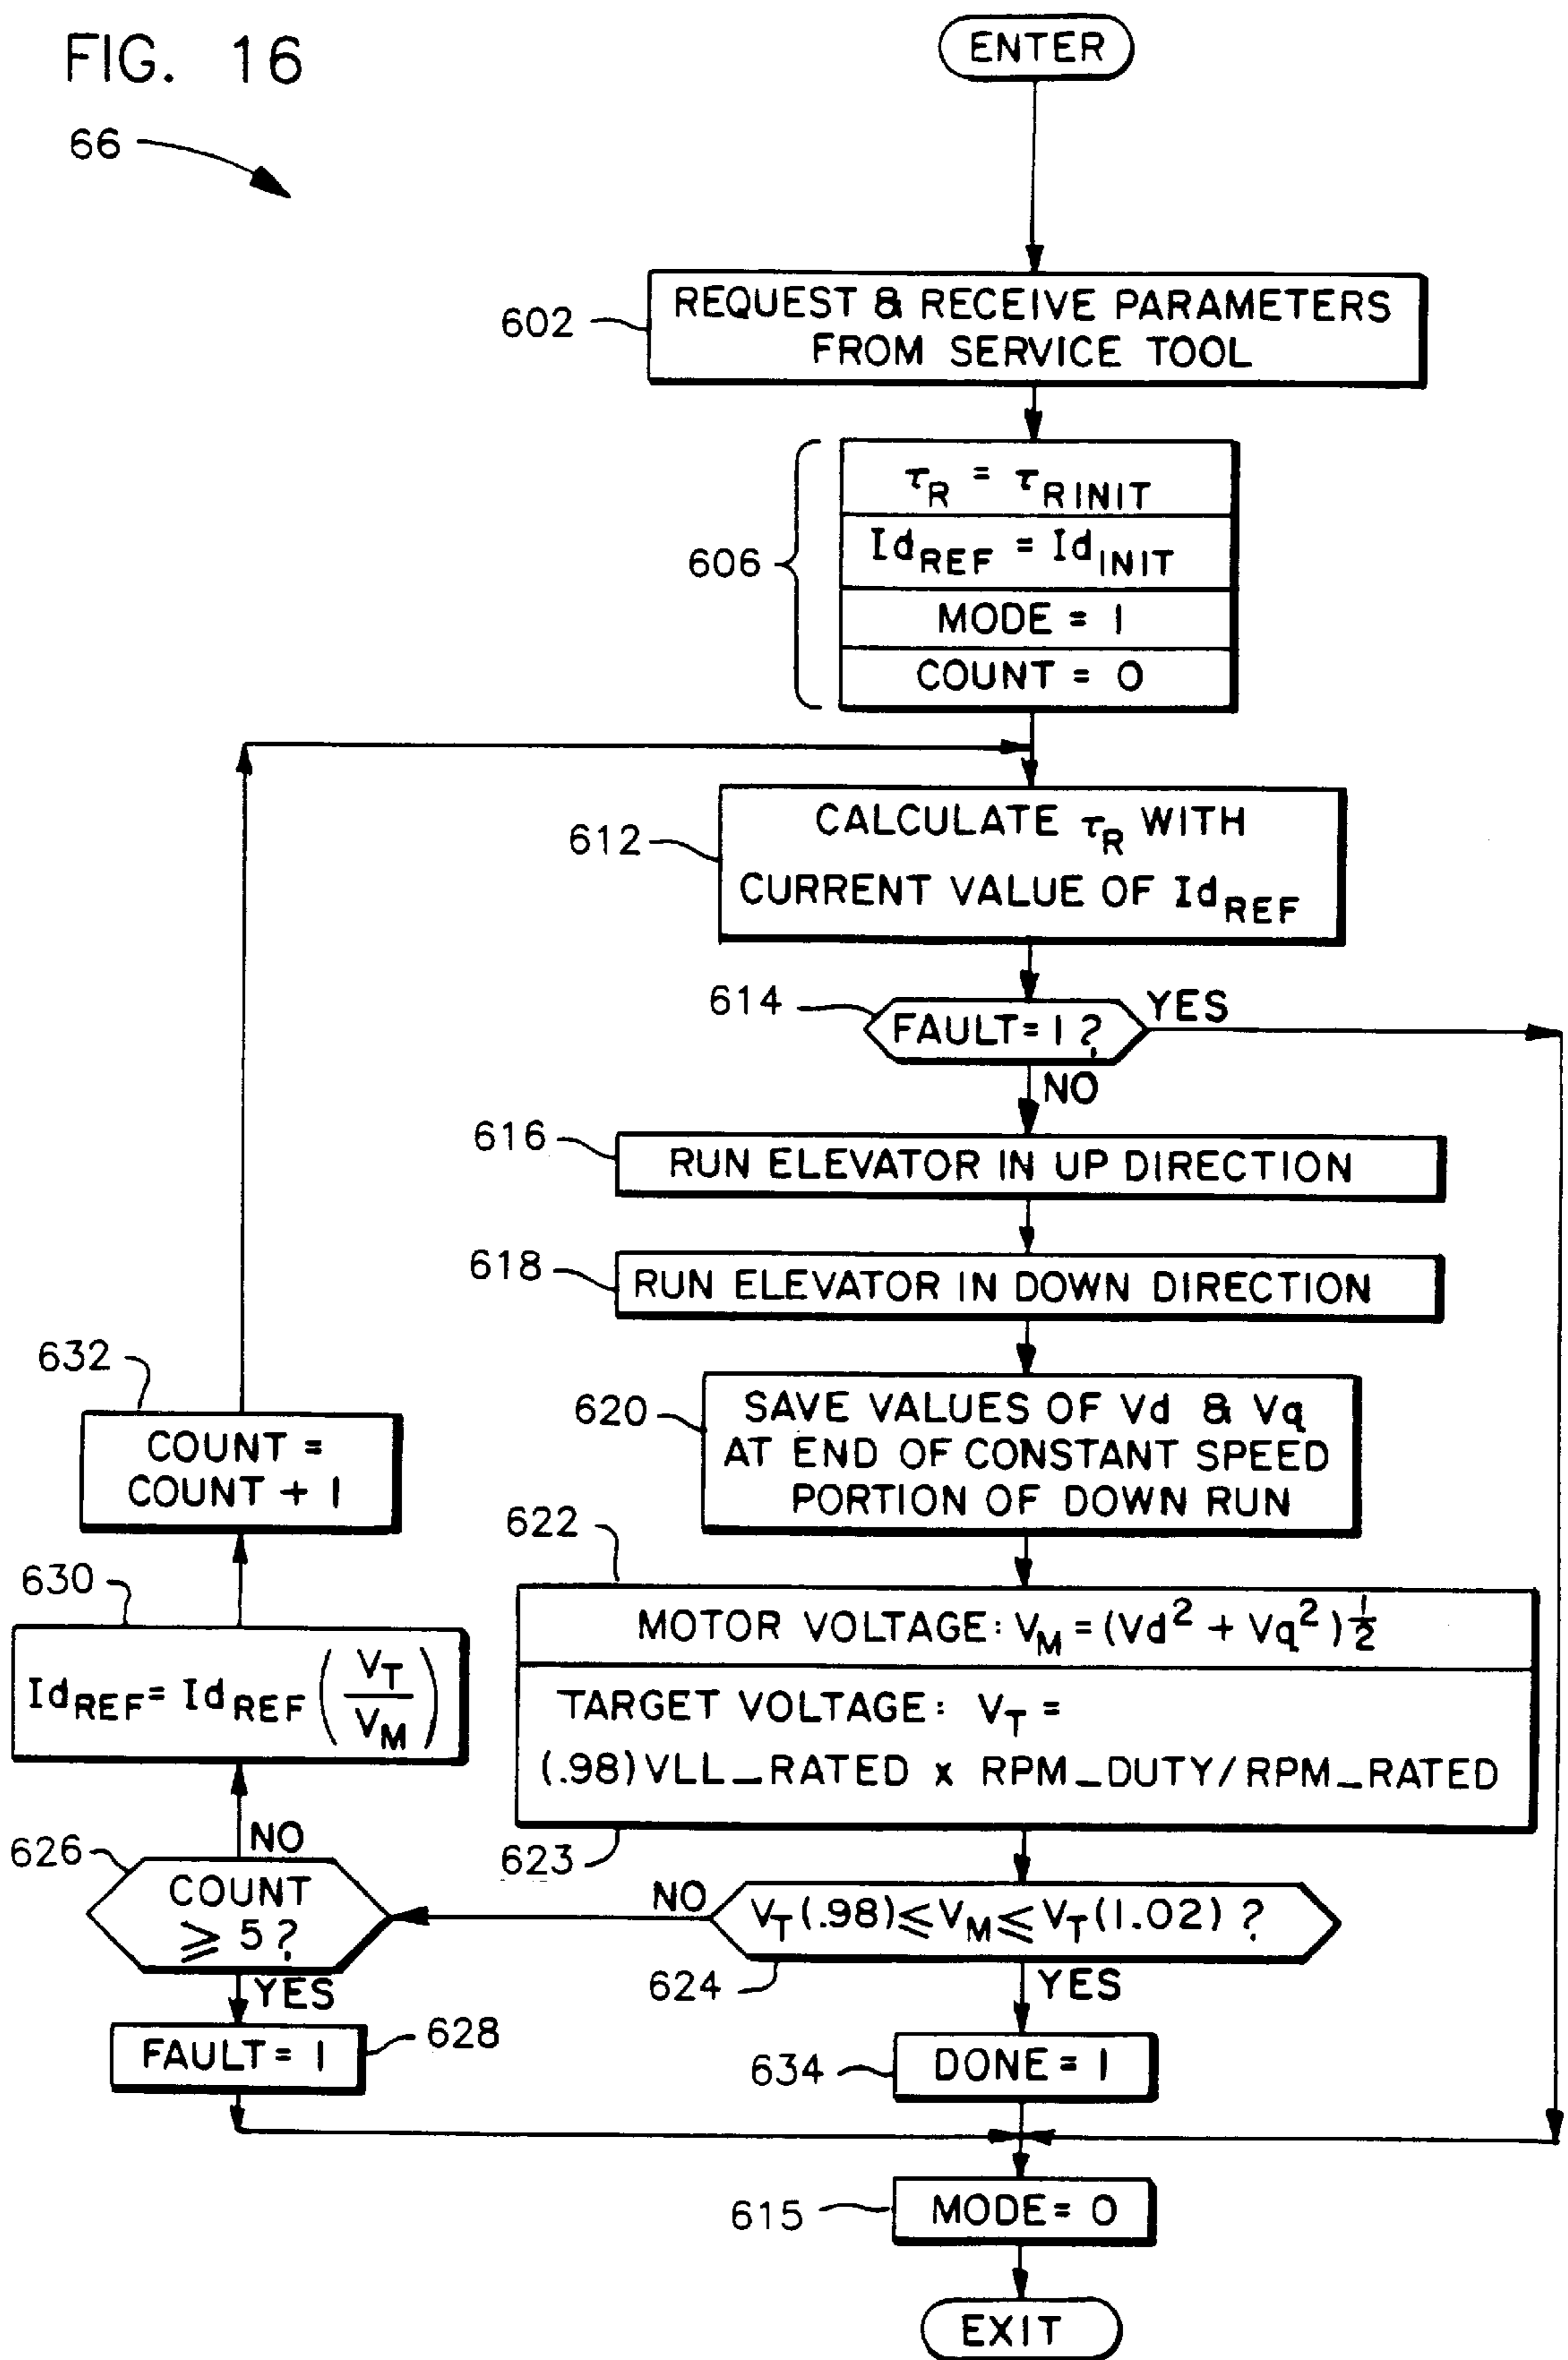 FIG. 16
66
ENTER
602
REQUEST & RECEIVE PARAMETERS
FROM SERVICE TOOL
606
τR = τR INIT
IdREF = IdINIT
MODE = 1
COUNT = 0
612
CALCULATE τR WITH
CURRENT VALUE OF IdREF
614
FAULT = 1 ?
YES
NO
616
RUN ELEVATOR IN UP DIRECTION
618
RUN ELEVATOR IN DOWN DIRECTION
620
SAVE VALUES OF Vd & Vq
AT END OF CONSTANT SPEED
PORTION OF DOWN RUN
622
MOTOR VOLTAGE: VM = (Vd² + Vq²)½
TARGET VOLTAGE: VT =
(.98) VLL_RATED x RPM_DUTY/RPM_RATED
623
624
VT(.98) ≤ VM ≤ VT(1.02) ?
NO
YES
626
COUNT
≥ 5?
NO
YES
628
FAULT = 1
630
IdREF = IdREF (VT/VM)
632
COUNT =
COUNT + 1
634
DONE = 1
615
MODE = 0
EXIT